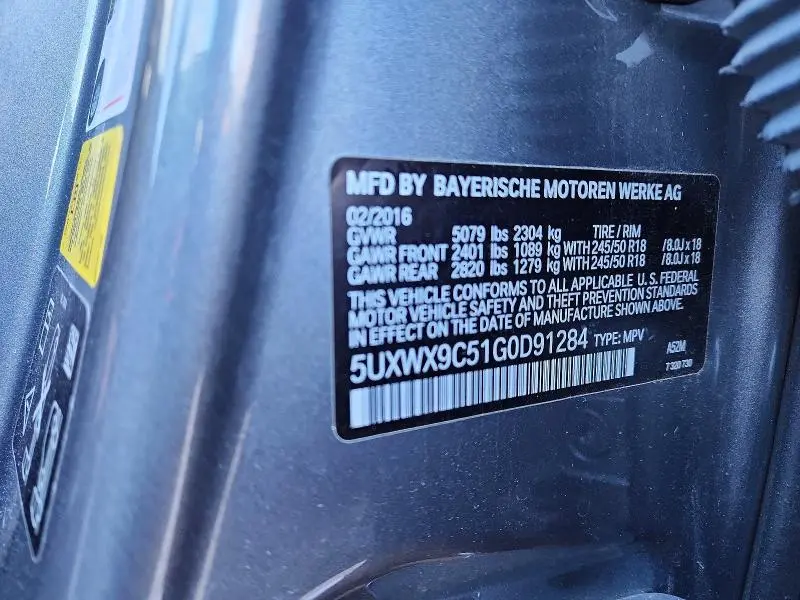 MFD BY BAYERISCHE MOTOREN WERKE AG
02/2016
GVWR 5079 lbs 2304 kg TIRE / RIM
GAWR FRONT 2401 lbs 1089 kg WITH 245/50 R18 /8.0J x 18
GAWR REAR 2820 lbs 1279 kg WITH 245/50 R18 /8.0J x 18
THIS VEHICLE CONFORMS TO ALL APPLICABLE U. S. FEDERAL
MOTOR VEHICLE SAFETY AND THEFT PREVENTION STANDARDS
IN EFFECT ON THE DATE OF MANUFACTURE SHOWN ABOVE.
5UXWX9C51G0D91284 TYPE: MPV A52M
7 320 730